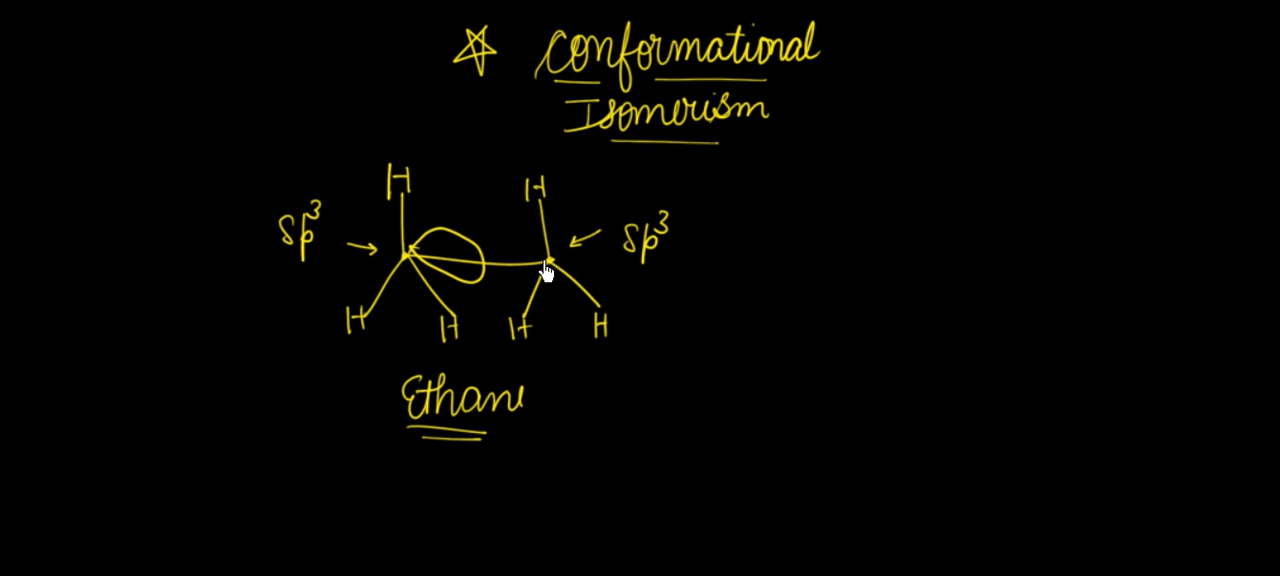 Conformational
Isomerism
H H
Sp³ Sp³
H H H H
Ethane